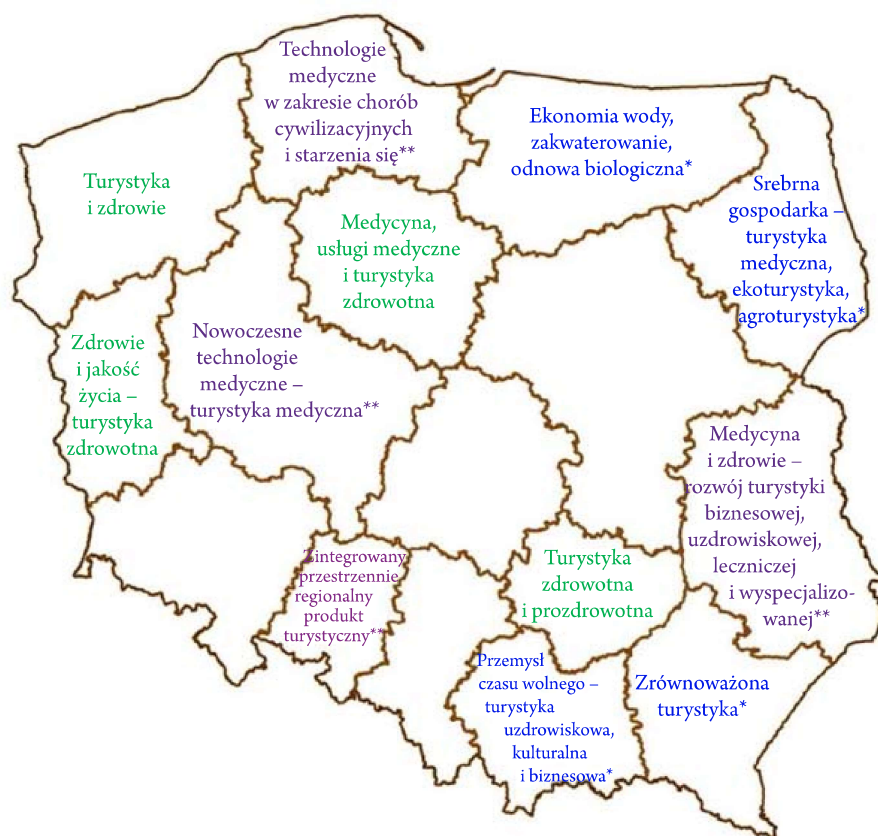 Technologie
medyczne
w zakresie chorób
cywilizacyjnych
i starzenia się**
Ekonomia wody,
zakwaterowanie,
odnowa biologiczna*
Turystyka
i zdrowie
Srebrna
gospodarka –
turystyka
medyczna,
ekoturystyka,
agroturystyka*
Medycyna,
usługi medyczne
i turystyka
zdrowotna
Zdrowie
i jakość
życia –
turystyka
zdrowotna
Nowoczesne
technologie
medyczne –
turystyka medyczna**
Medycyna
i zdrowie –
rozwój turystyki
biznesowej,
uzdrowiskowej,
leczniczej
i wyspecjalizo-
wanej**
Zintegrowany
przestrzennie
regionalny
produkt
turystyczny**
Turystyka
zdrowotna
i prozdrowotna
Przemysł
czasu wolnego –
turystyka
uzdrowiskowa,
kulturalna
i biznesowa*
Zrównoważona
turystyka*